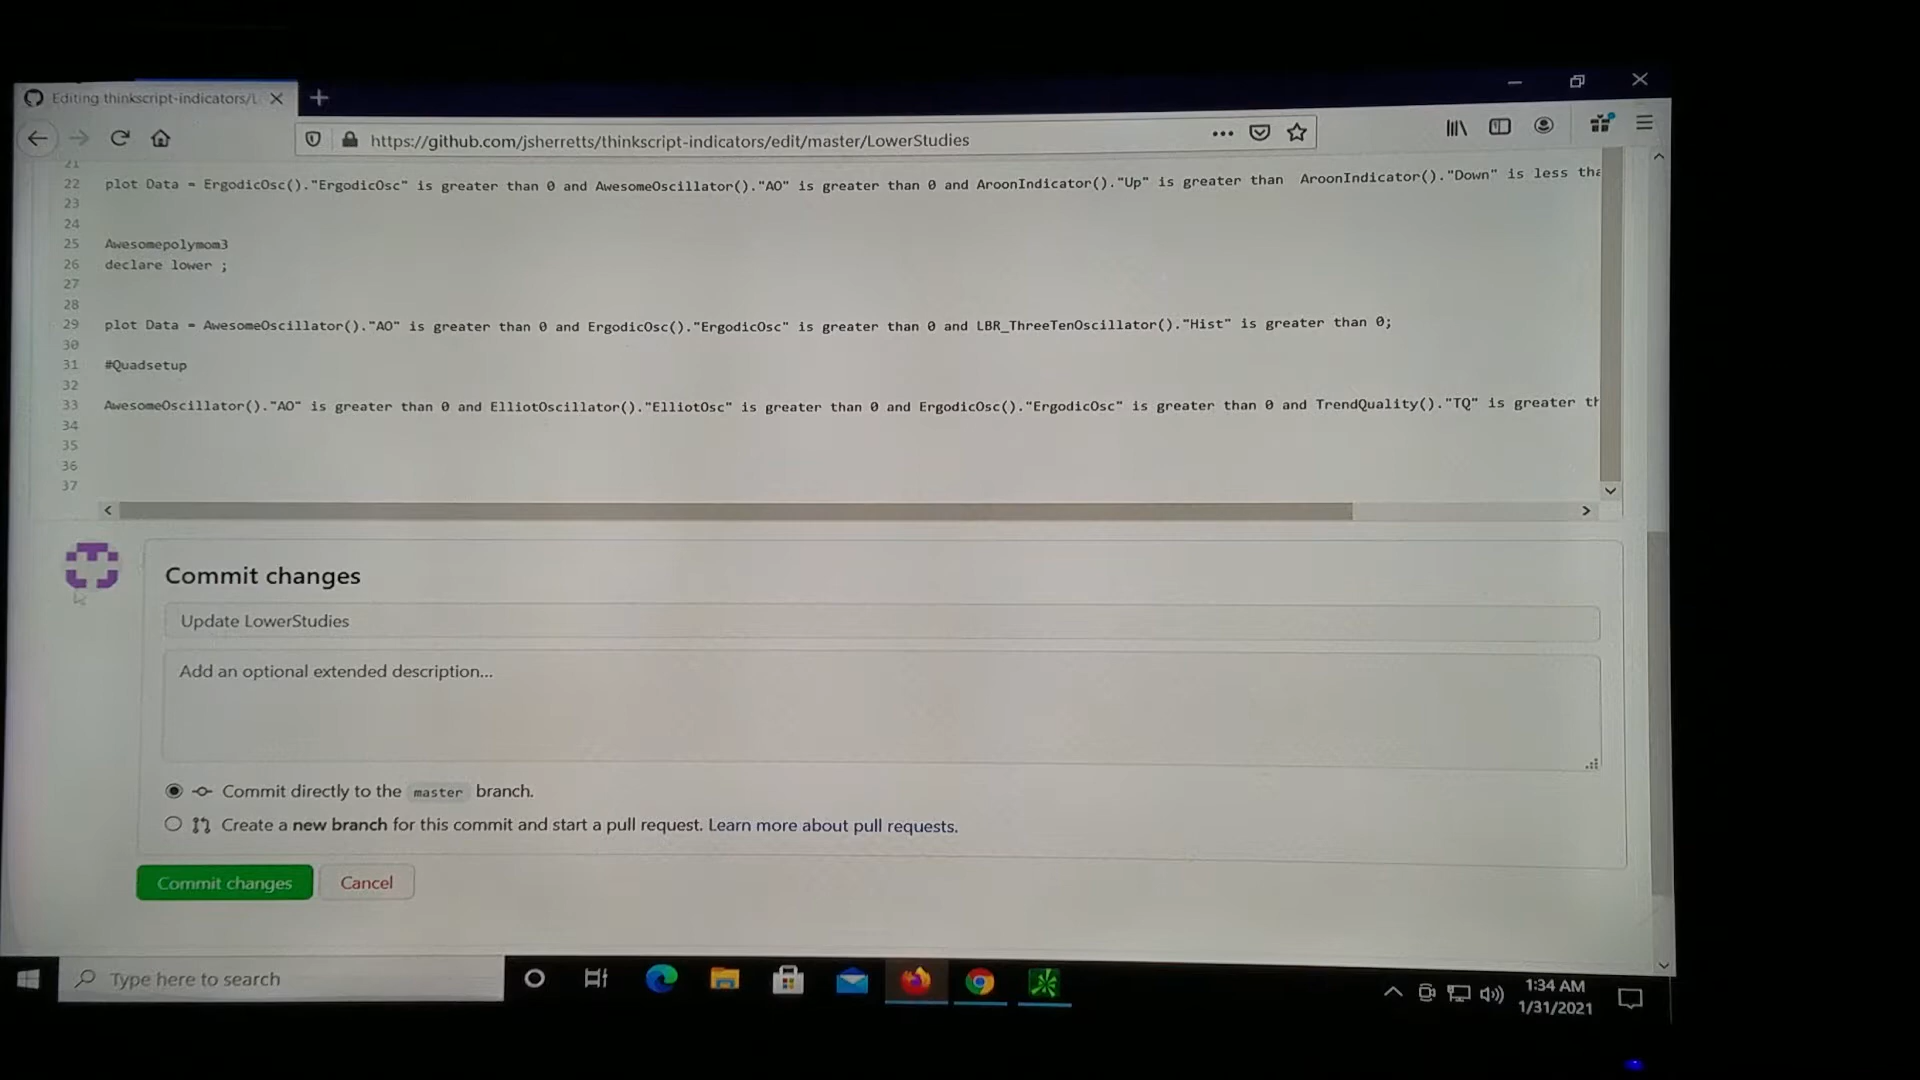 Editing thinkscript-indicators/L
https://github.com/jsherretts/thinkscript-indicators/edit/master/LowerStudies
21
22 plot Data = ErgodicOsc()."ErgodicOsc" is greater than 0 and AwesomeOscillator()."AO" is greater than 0 and AroonIndicator()."Up" is greater than  AroonIndicator()."Down" is less tha
23
24
25 Awesomepolymom3
26 declare lower ;
27
28
29 plot Data = AwesomeOscillator()."AO" is greater than 0 and ErgodicOsc()."ErgodicOsc" is greater than 0 and LBR_ThreeTenOscillator()."Hist" is greater than 0;
30
31 #Quadsetup
32
33 AwesomeOscillator()."AO" is greater than 0 and ElliotOscillator()."ElliotOsc" is greater than 0 and ErgodicOsc()."ErgodicOsc" is greater than 0 and TrendQuality()."TQ" is greater th
34
35
36
37
Commit changes
Update LowerStudies
Add an optional extended description...
Commit directly to the master branch.
Create a new branch for this commit and start a pull request. Learn more about pull requests.
Commit changes Cancel
Type here to search
1:34 AM
1/31/2021